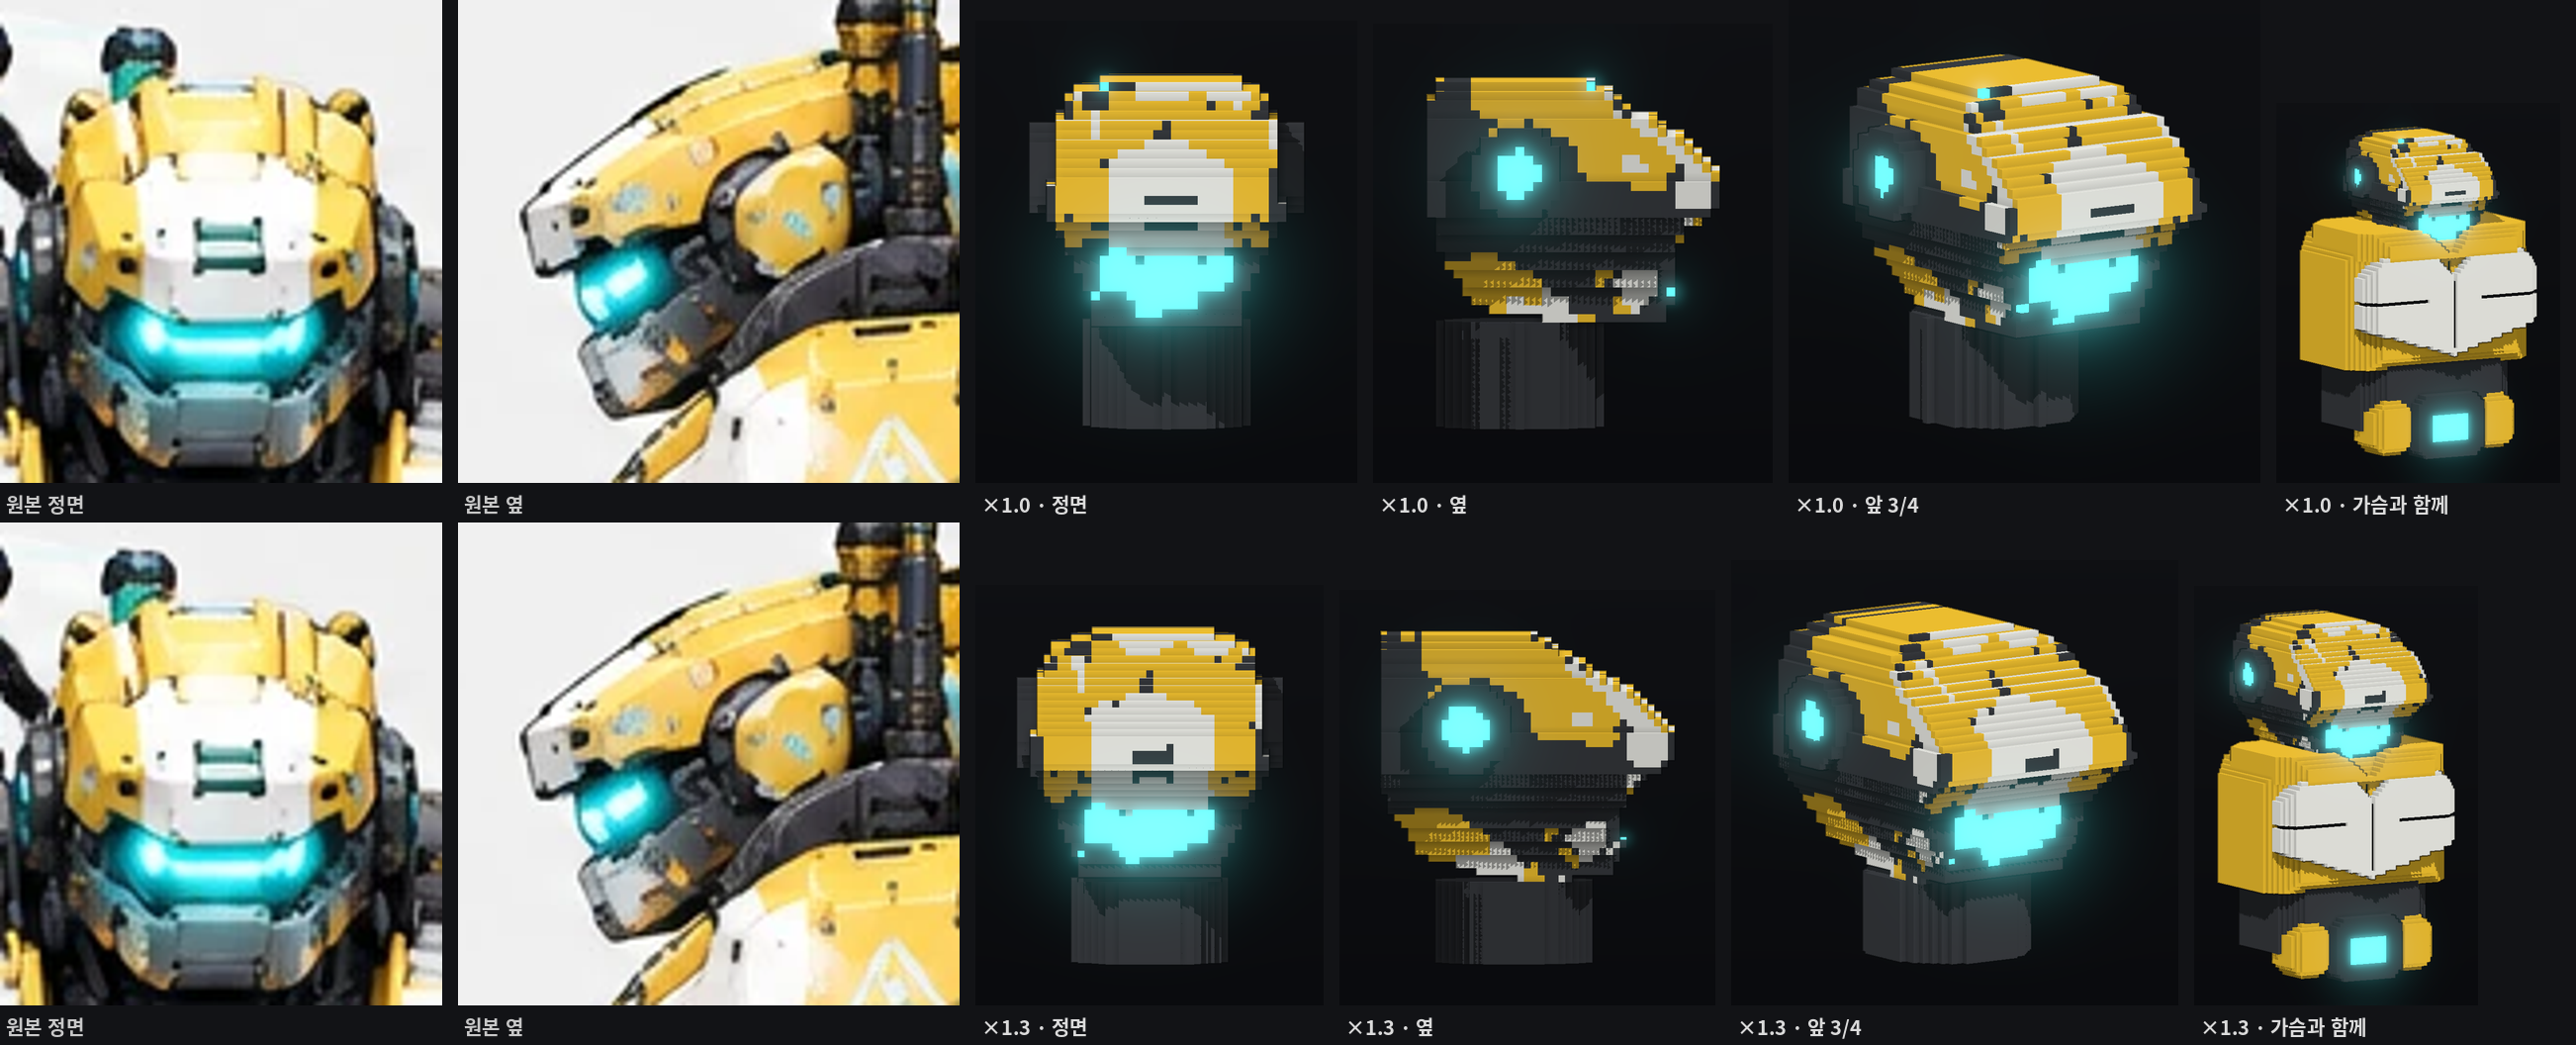 원본 정면
원본 옆
×1.0 · 정면
×1.0 · 옆
×1.0 · 앞 3/4
×1.0 · 가슴과 함께
원본 정면
원본 옆
×1.3 · 정면
×1.3 · 옆
×1.3 · 앞 3/4
×1.3 · 가슴과 함께